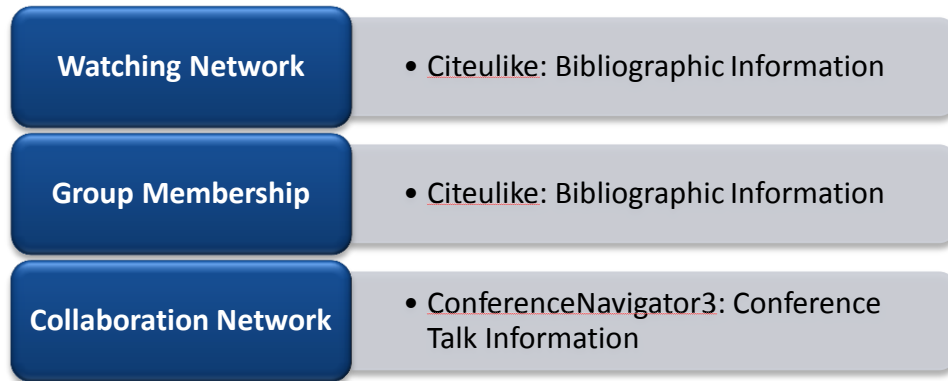 Watching Network
• Citeulike: Bibliographic Information
Group Membership
• Citeulike: Bibliographic Information
Collaboration Network
• ConferenceNavigator3: Conference
Talk Information